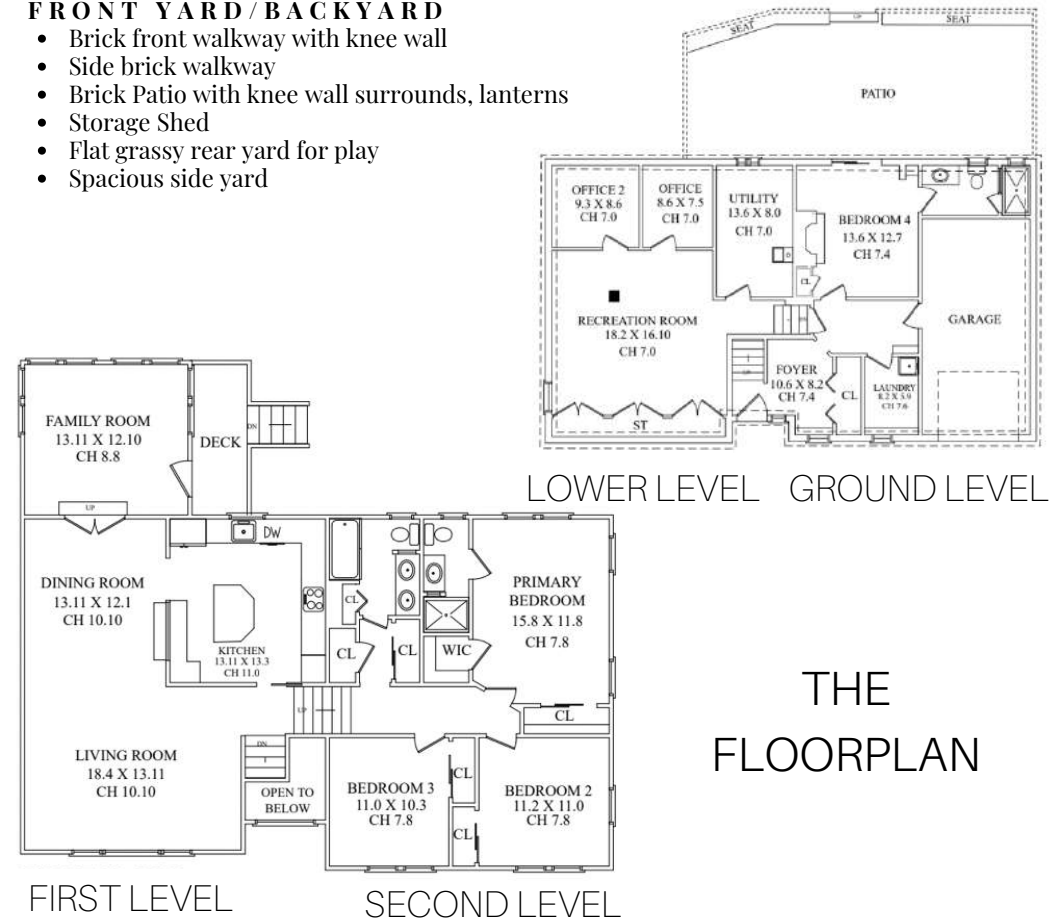 FRONT YARD/BACKYARD
• Brick front walkway with knee wall
• Side brick walkway
• Brick Patio with knee wall surrounds, lanterns
• Storage Shed
• Flat grassy rear yard for play
• Spacious side yard
SEAT
UP
SEAT
PATIO
OFFICE 2
9.3 X 8.6
CH 7.0
OFFICE
8.6 X 7.5
CH 7.0
UTILITY
13.6 X 8.0
CH 7.0
BEDROOM 4
13.6 X 12.7
CH 7.4
CL
RECREATION ROOM
18.2 X 16.10
CH 7.0
GARAGE
UP
FOYER
10.6 X 8.2
CH 7.4
CL
LAUNDRY
8.2 X 5.9
CH 7.6
ST
LOWER LEVEL
GROUND LEVEL
FAMILY ROOM
13.11 X 12.10
CH 8.8
DECK
DN
UP
DW
DINING ROOM
13.11 X 12.1
CH 10.10
KITCHEN
13.11 X 13.3
CH 11.0
CL
CL
CL
WIC
PRIMARY
BEDROOM
15.8 X 11.8
CH 7.8
CL
UP
DN
LIVING ROOM
18.4 X 13.11
CH 10.10
OPEN TO
BELOW
BEDROOM 3
11.0 X 10.3
CH 7.8
CL
CL
BEDROOM 2
11.2 X 11.0
CH 7.8
FIRST LEVEL
SECOND LEVEL
THE
FLOORPLAN